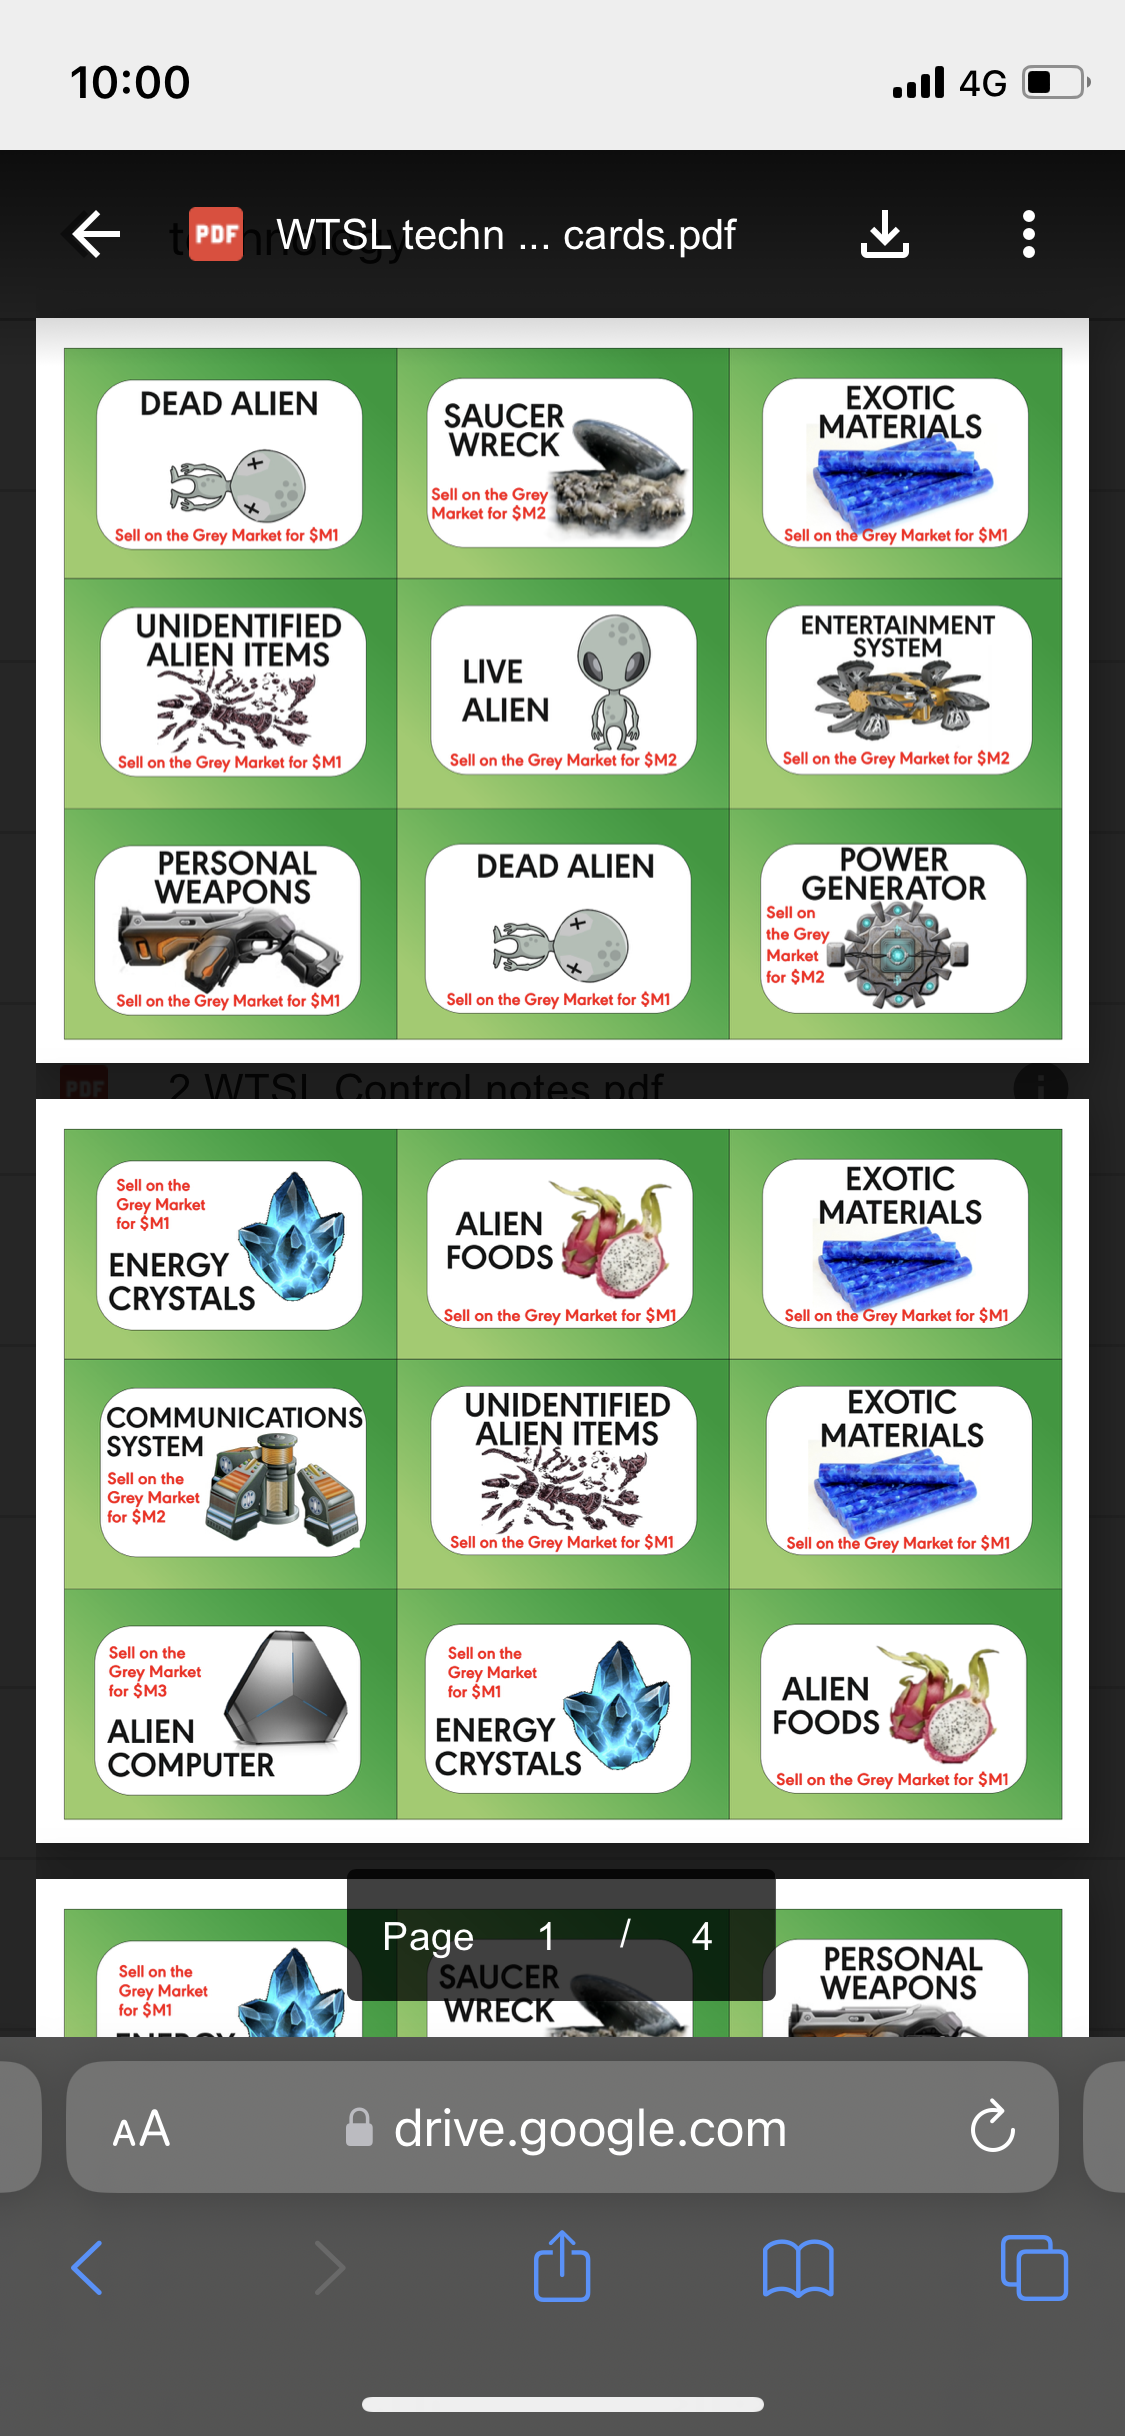 10:00
4G
PDF
WTSL techn ... cards.pdf
technology
DEAD ALIEN
Sell on the Grey Market for $M1
SAUCER
WRECK
Sell on the Grey
Market for $M2
EXOTIC
MATERIALS
Sell on the Grey Market for $M1
UNIDENTIFIED
ALIEN ITEMS
Sell on the Grey Market for $M1
LIVE
ALIEN
Sell on the Grey Market for $M2
ENTERTAINMENT
SYSTEM
Sell on the Grey Market for $M2
PERSONAL
WEAPONS
Sell on the Grey Market for $M1
DEAD ALIEN
Sell on the Grey Market for $M1
POWER
GENERATOR
Sell on
the Grey
Market
for $M2
PDF
2 WTSL Control notes.pdf
Sell on the
Grey Market
for $M1
ENERGY
CRYSTALS
ALIEN
FOODS
Sell on the Grey Market for $M1
EXOTIC
MATERIALS
Sell on the Grey Market for $M1
COMMUNICATIONS
SYSTEM
Sell on the
Grey Market
for $M2
UNIDENTIFIED
ALIEN ITEMS
Sell on the Grey Market for $M1
EXOTIC
MATERIALS
Sell on the Grey Market for $M1
Sell on the
Grey Market
for $M3
ALIEN
COMPUTER
Sell on the
Grey Market
for $M1
ENERGY
CRYSTALS
ALIEN
FOODS
Sell on the Grey Market for $M1
Page 1 / 4
Sell on the
Grey Market
for $M1
ENERGY
SAUCER
WRECK
PERSONAL
WEAPONS
AA
drive.google.com